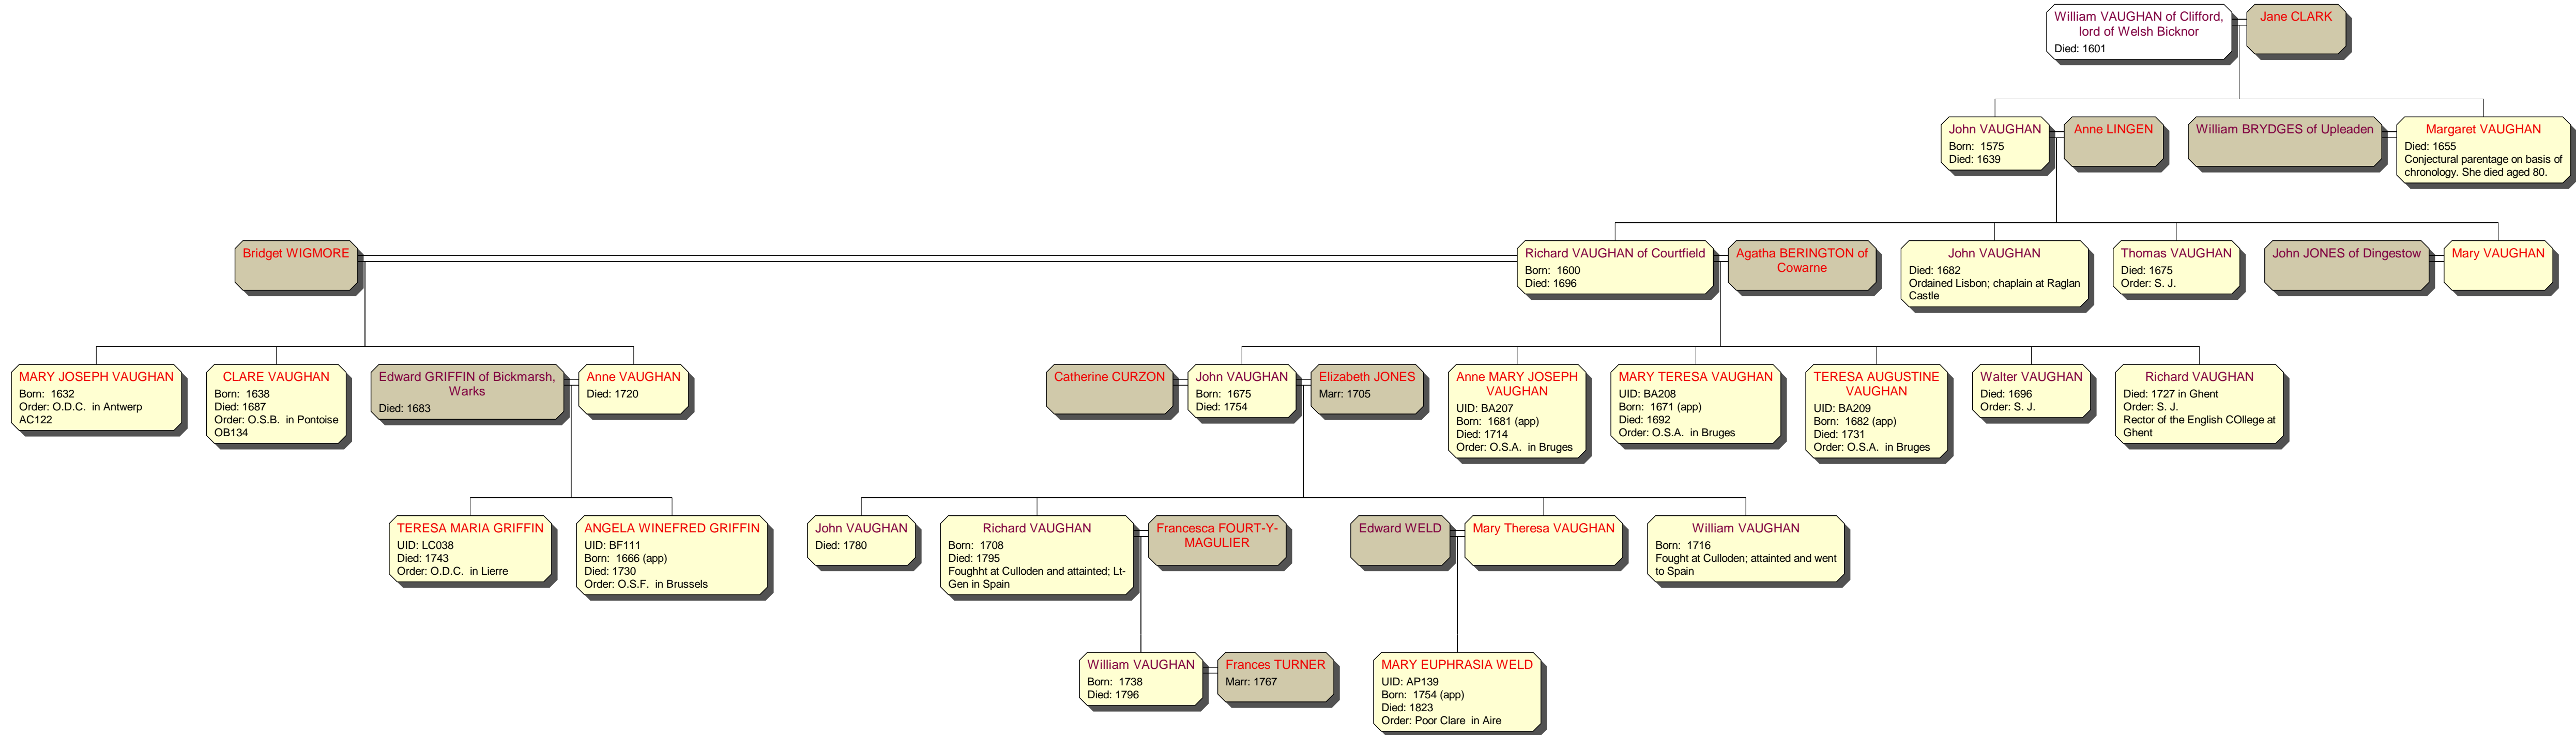 William VAUGHAN of Clifford,
lord of Welsh Bicknor
Died: 1601
Jane CLARK
John VAUGHAN
Born:  1575
Died: 1639
Anne LINGEN
William BRYDGES of Upleaden
Margaret VAUGHAN
Died: 1655
Conjectural parentage on basis of
chronology. She died aged 80.
Bridget WIGMORE
Richard VAUGHAN of Courtfield
Born:  1600
Died: 1696
Agatha BERINGTON of
Cowarne
John VAUGHAN
Died: 1682
Ordained Lisbon; chaplain at Raglan
Castle
Thomas VAUGHAN
Died: 1675
Order: S. J.
John JONES of Dingestow
Mary VAUGHAN
MARY JOSEPH VAUGHAN
Born:  1632
Order: O.D.C.  in Antwerp
AC122
CLARE VAUGHAN
Born:  1638
Died: 1687
Order: O.S.B.  in Pontoise
OB134
Edward GRIFFIN of Bickmarsh,
Warks
Died: 1683
Anne VAUGHAN
Died: 1720
Catherine CURZON
John VAUGHAN
Born:  1675
Died: 1754
Elizabeth JONES
Marr: 1705
Anne MARY JOSEPH
VAUGHAN
UID: BA207
Born:  1681 (app)
Died: 1714
Order: O.S.A.  in Bruges
MARY TERESA VAUGHAN
UID: BA208
Born:  1671 (app)
Died: 1692
Order: O.S.A.  in Bruges
TERESA AUGUSTINE
VAUGHAN
UID: BA209
Born:  1682 (app)
Died: 1731
Order: O.S.A.  in Bruges
Walter VAUGHAN
Died: 1696
Order: S. J.
Richard VAUGHAN
Died: 1727 in Ghent
Order: S. J.
Rector of the English COllege at
Ghent
TERESA MARIA GRIFFIN
UID: LC038
Died: 1743
Order: O.D.C.  in Lierre
ANGELA WINEFRED GRIFFIN
UID: BF111
Born:  1666 (app)
Died: 1730
Order: O.S.F.  in Brussels
John VAUGHAN
Died: 1780
Richard VAUGHAN
Born:  1708
Died: 1795
Foughht at Culloden and attainted; Lt-
Gen in Spain
Francesca FOURT-Y-
MAGULIER
Edward WELD
Mary Theresa VAUGHAN
William VAUGHAN
Born:  1716
Fought at Culloden; attainted and went
to Spain
William VAUGHAN
Born:  1738
Died: 1796
Frances TURNER
Marr: 1767
MARY EUPHRASIA WELD
UID: AP139
Born:  1754 (app)
Died: 1823
Order: Poor Clare  in Aire